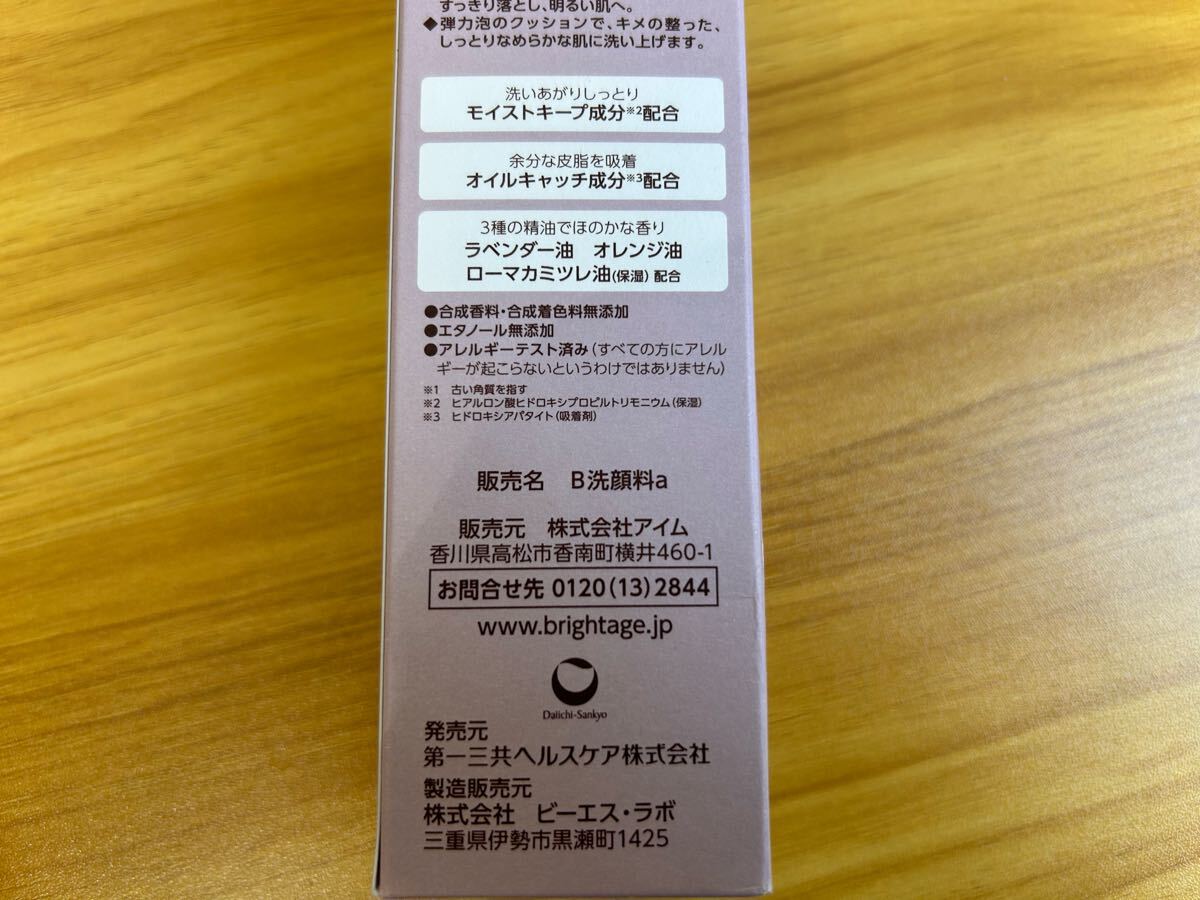 すっきり落とし、明るい肌へ。
◆弾力泡のクッションで、キメの整った、
しっとりなめらかな肌に洗い上げます。
洗いあがりしっとり
モイストキープ成分※2配合
余分な皮脂を吸着
オイルキャッチ成分※3配合
3種の精油でほのかな香り
ラベンダー油 オレンジ油
ローマカミツレ油(保湿) 配合
●合成香料・合成着色料無添加
●エタノール無添加
●アレルギーテスト済み(すべての方にアレル
ギーが起こらないというわけではありません)
※1 古い角質を指す
※2 ヒアルロン酸ヒドロキシプロピルトリモニウム(保湿)
※3 ヒドロキシアパタイト(吸着剤)
販売名 B洗顔料a
販売元 株式会社アイム
香川県高松市香南町横井460-1
お問合せ先 0120(13)2844
www.brightage.jp
Daiichi-Sankyo
発売元
第一三共ヘルスケア株式会社
製造販売元
株式会社 ビーエス・ラボ
三重県伊勢市黒瀬町1425